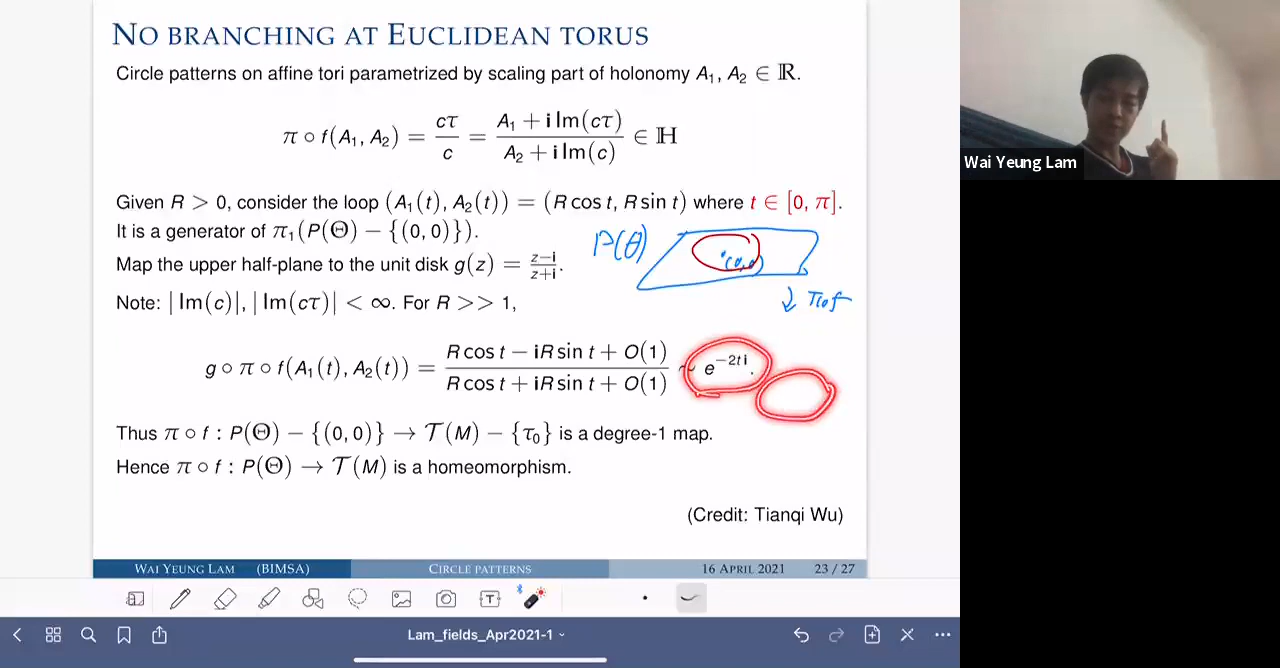 NO BRANCHING AT EUCLIDEAN TORUS
Circle patterns on affine tori parametrized by scaling part of holonomy A₁, A₂ ∈ ℝ.
π ∘ f(A₁, A₂) = cτ / c = (A₁ + i Im(cτ)) / (A₂ + i Im(c)) ∈ ℍ
Given R > 0, consider the loop (A₁(t), A₂(t)) = (R cos t, R sin t) where t ∈ [0, π].
It is a generator of π₁(P(Θ) − {(0, 0)}).
Map the upper half-plane to the unit disk g(z) = (z−i)/(z+i).
Note: | Im(c)|, | Im(cτ)| < ∞. For R >> 1,
P(θ)
(0,0)
↓ π∘f
g ∘ π ∘ f(A₁(t), A₂(t)) = (R cos t − iR sin t + O(1)) / (R cos t + iR sin t + O(1)) ~ e^(−2ti).
Thus π ∘ f : P(Θ) − {(0, 0)} → 𝒯(M) − {τ₀} is a degree-1 map.
Hence π ∘ f : P(Θ) → 𝒯(M) is a homeomorphism.
(Credit: Tianqi Wu)
WAI YEUNG LAM (BIMSA) CIRCLE PATTERNS 16 APRIL 2021 23 / 27
Lam_fields_Apr2021-1
Wai Yeung Lam